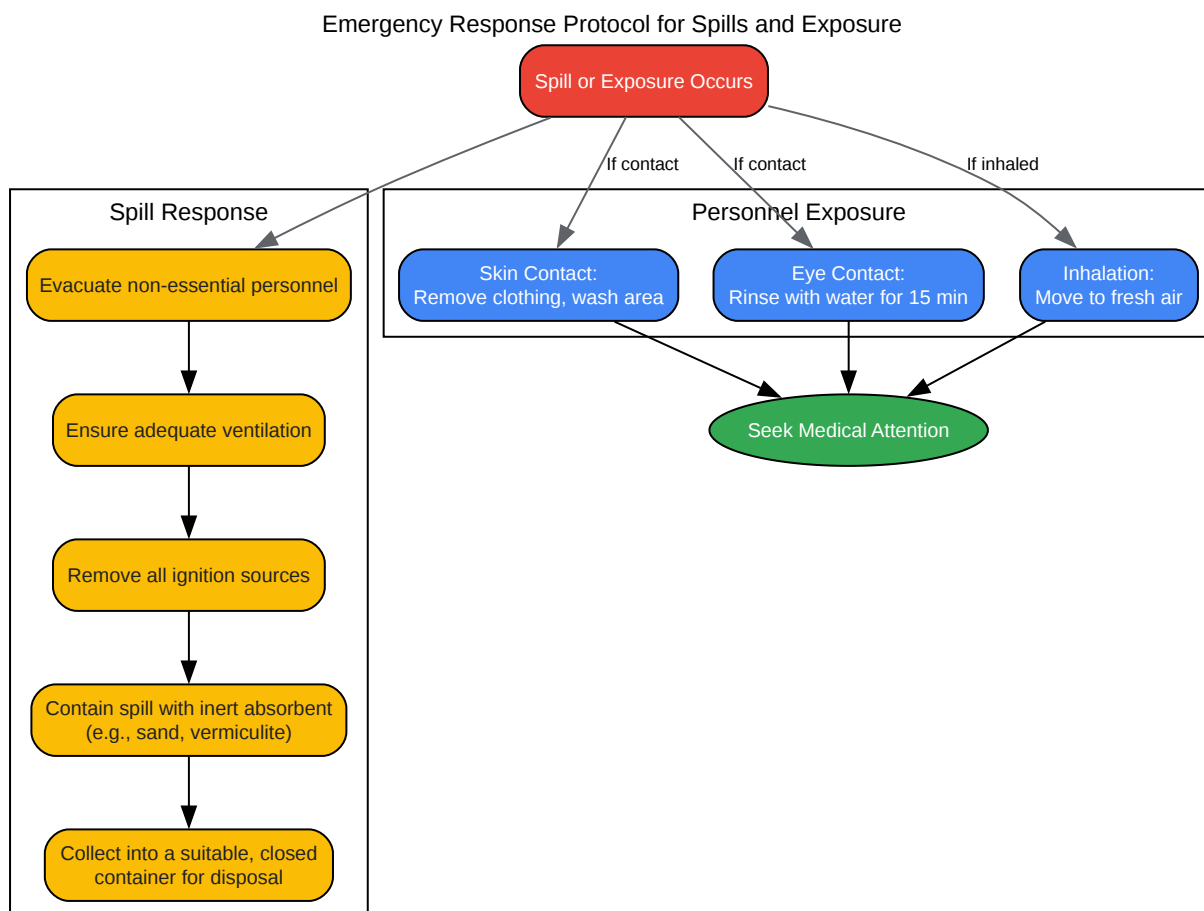 Emergency Response Protocol for Spills and Exposure
Spill or Exposure Occurs
If contact
If contact
If inhaled
Spill Response
Evacuate non-essential personnel
Ensure adequate ventilation
Remove all ignition sources
Contain spill with inert absorbent
(e.g., sand, vermiculite)
Collect into a suitable, closed
container for disposal
Personnel Exposure
Skin Contact:
Remove clothing, wash area
Eye Contact:
Rinse with water for 15 min
Inhalation:
Move to fresh air
Seek Medical Attention